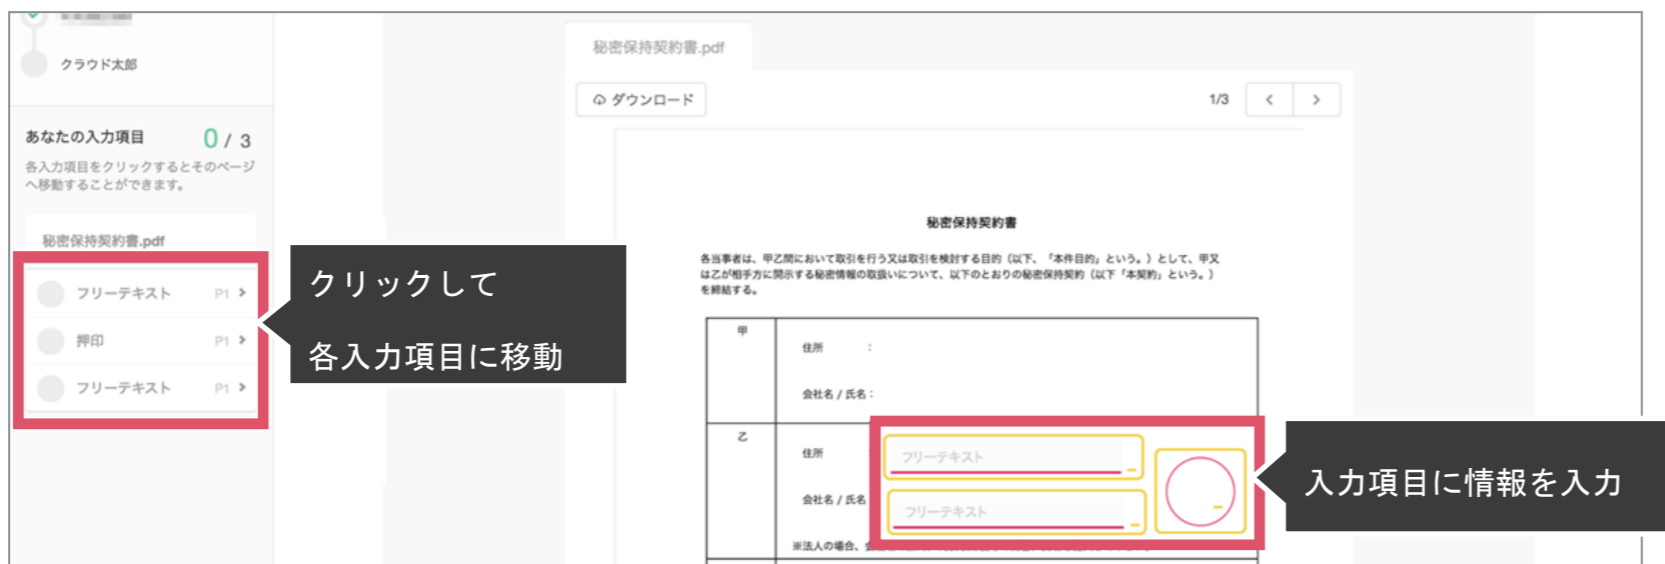 クラウド太郎
あなたの入力項目 0 / 3
各入力項目をクリックするとそのページ
へ移動することができます。
秘密保持契約書.pdf
フリーテキスト P1
押印 P1
フリーテキスト P1
クリックして
各入力項目に移動
秘密保持契約書.pdf
ダウンロード
1/3
秘密保持契約書
各当事者は、甲乙間において取引を行う又は取引を検討する目的（以下、「本件目的」という。）として、甲又
は乙が相手方に開示する秘密情報の取扱いについて、以下のとおりの秘密保持契約（以下「本契約」という。）
を締結する。
甲
住所 :
会社名 / 氏名 :
乙
住所 :
フリーテキスト
会社名 / 氏名
フリーテキスト
※法人の場合、
入力項目に情報を入力